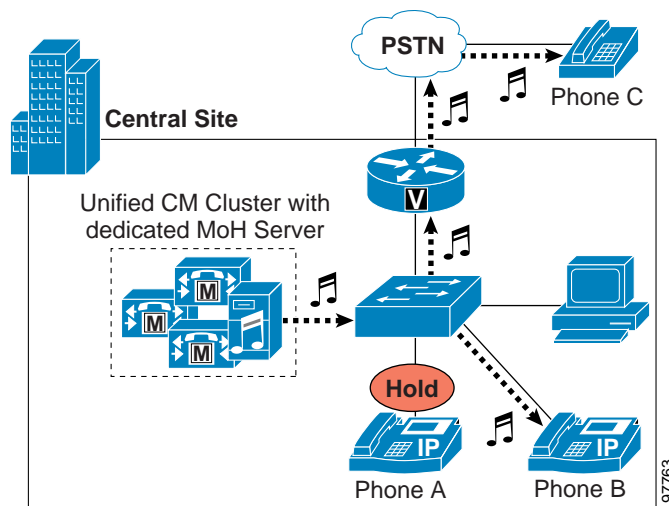 PSTN
Phone C
Central Site
V
Unified CM Cluster with
dedicated MoH Server
M
M
M
Hold
IP
IP
Phone A
Phone B
97763